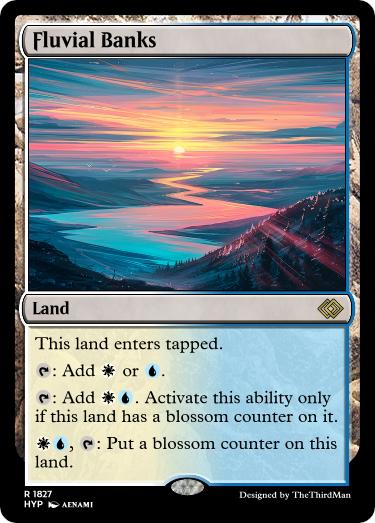 Fluvial Banks
Land
This land enters tapped.
: Add or .
: Add . Activate this ability only
if this land has a blossom counter on it.
, : Put a blossom counter on this
land.
R 1827
HYP AENAMI
Designed by TheThirdMan